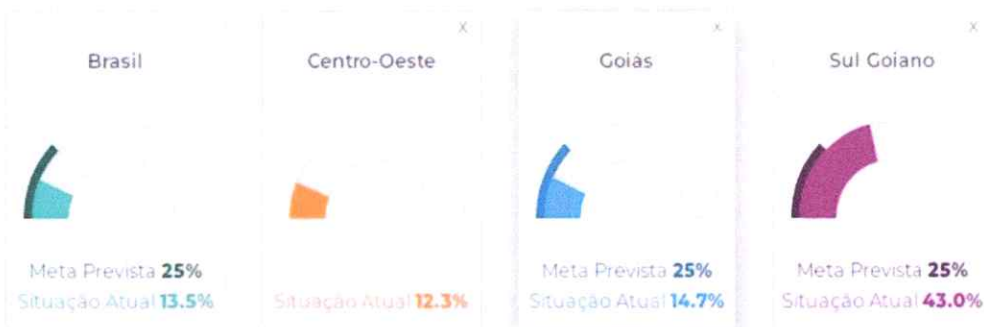 X X X
Brasil Centro-Oeste Goiás Sul Goiano
Meta Prevista 25% Meta Prevista 25% Meta Prevista 25%
Situação Atual 13.5% Situação Atual 12.3% Situação Atual 14.7% Situação Atual 43.0%